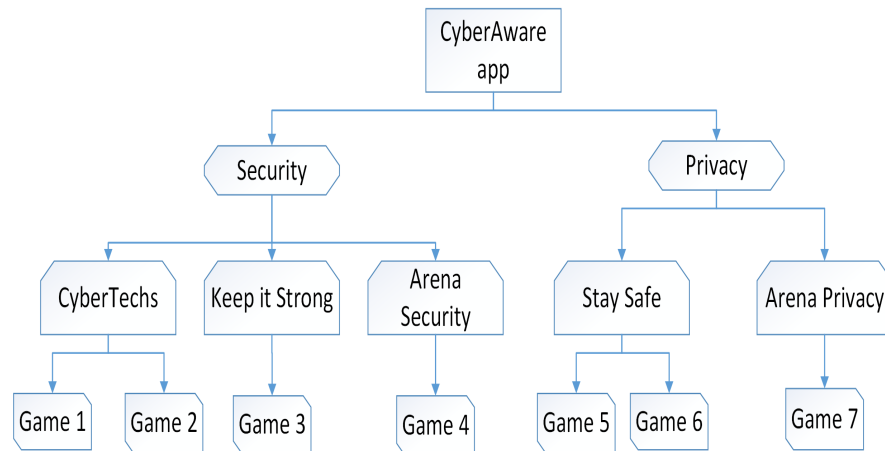 CyberAware
app
Security
Privacy
CyberTechs
Keep it Strong
Arena
Security
Stay Safe
Arena Privacy
Game 1
Game 2
Game 3
Game 4
Game 5
Game 6
Game 7